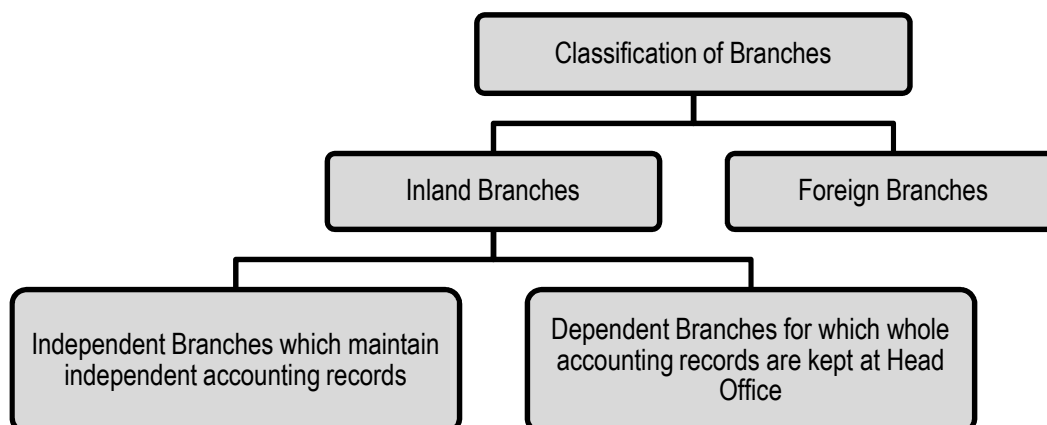 Classification of Branches
Inland Branches
Foreign Branches
Independent Branches which maintain
independent accounting records
Dependent Branches for which whole
accounting records are kept at Head
Office